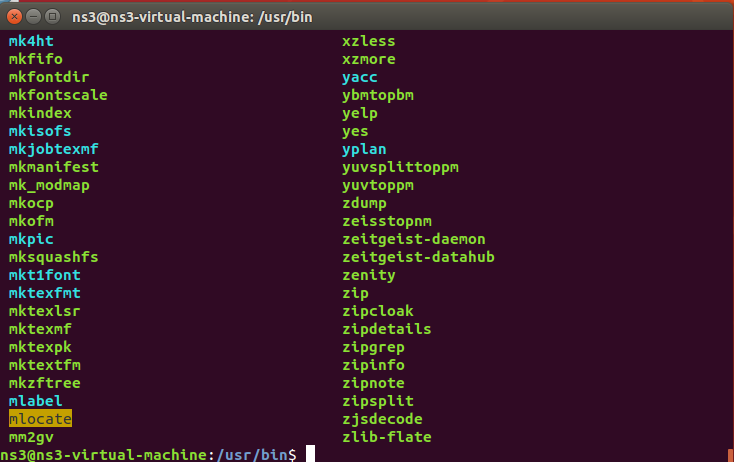 ns3@ns3-virtual-machine: /usr/bin
mk4ht xzless
mkfifo xzmore
mkfontdir yacc
mkfontscale ybmtopbm
mkindex yelp
mkisofs yes
mkjobtexmf yplan
mkmanifest yuvsplittoppm
mk_modmap yuvtoppm
mkocp zdump
mkofm zeisstopnm
mkpic zeitgeist-daemon
mksquashfs zeitgeist-datahub
mkt1font zenity
mktexfmt zip
mktexlsr zipcloak
mktexmf zipdetails
mktexpk zipgrep
mktextfm zipinfo
mkzftree zipnote
mlabel zipsplit
mlocate zjsdecode
mm2gv zlib-flate
ns3@ns3-virtual-machine:/usr/bin$